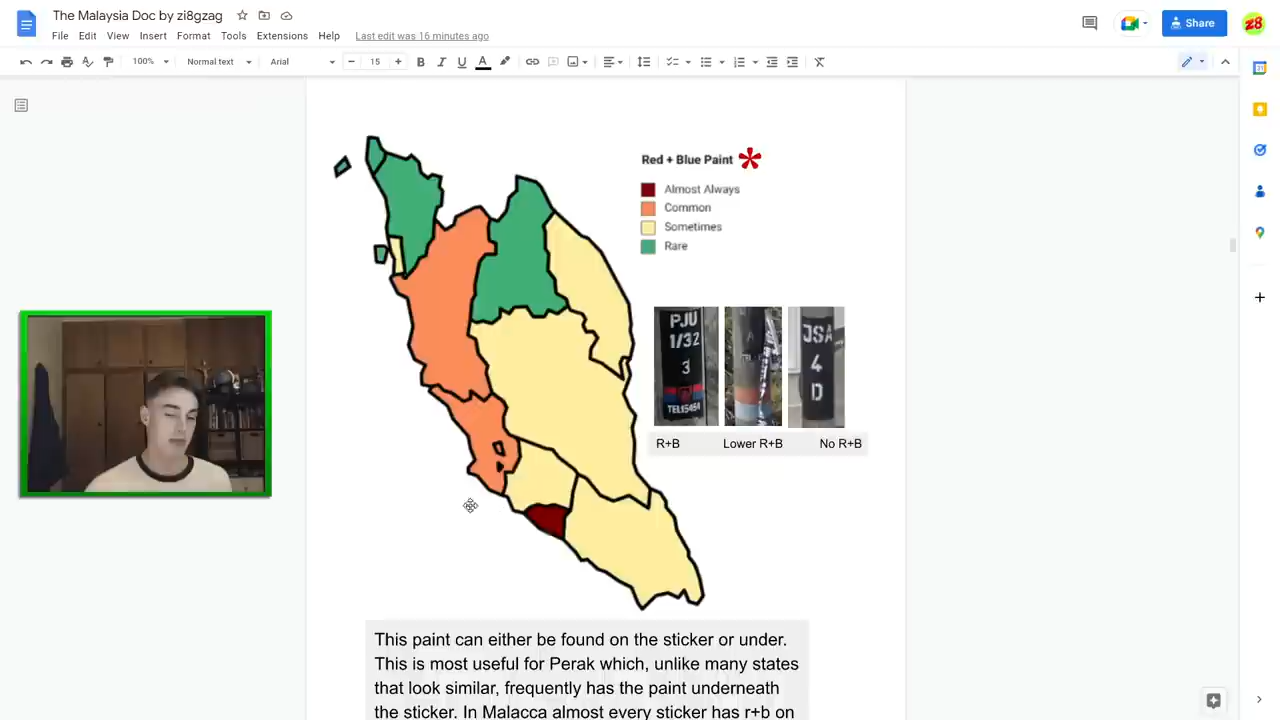 The Malaysia Doc by zi8gzag
Share
z8
File Edit View Insert Format Tools Extensions Help Last edit was 16 minutes ago
100% Normal text Arial 15
Red + Blue Paint
Almost Always
Common
Sometimes
Rare
PJU
1/32
3
TEL15454
A
JSA
4
D
R+B Lower R+B No R+B
This paint can either be found on the sticker or under.
This is most useful for Perak which, unlike many states
that look similar, frequently has the paint underneath
the sticker. In Malacca almost every sticker has r+b on